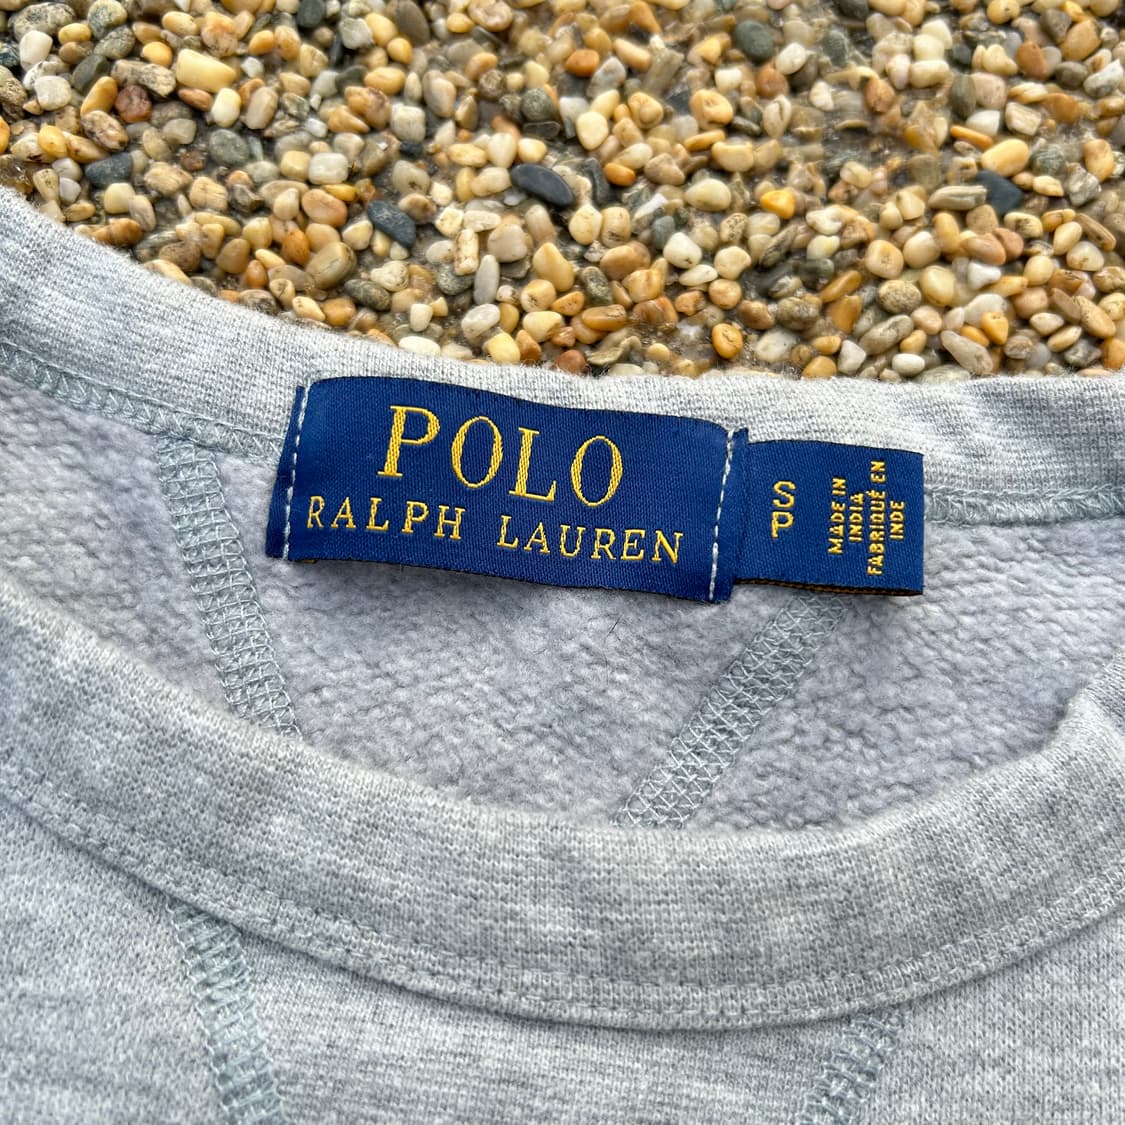 POLO
RALPH LAUREN
S
P
MADE IN
INDIA
FABRIQUÉ EN
INDE